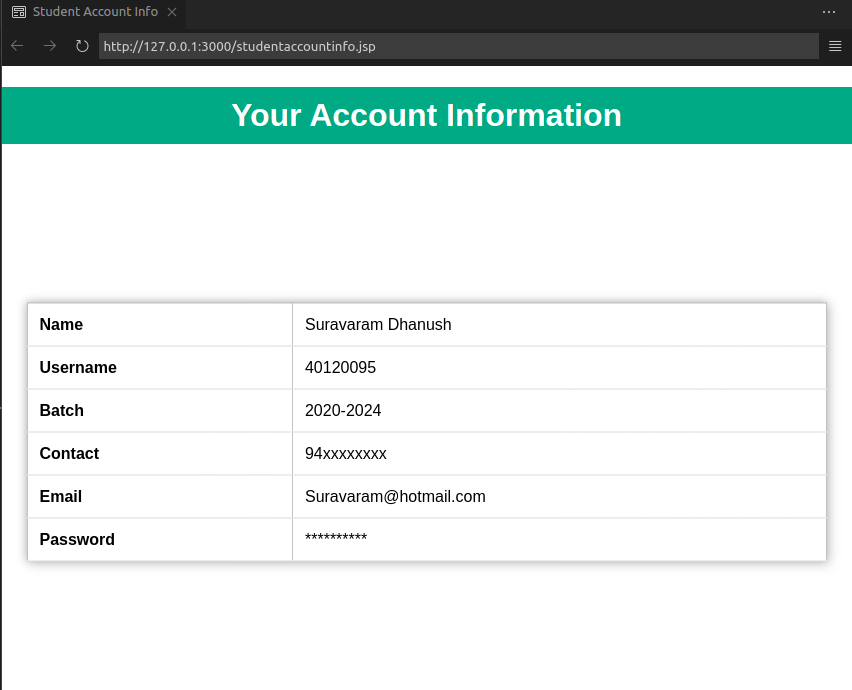 Student Account Info
http://127.0.0.1:3000/studentaccountinfo.jsp
Your Account Information
Name Suravaram Dhanush
Username 40120095
Batch 2020-2024
Contact 94xxxxxxxx
Email Suravaram@hotmail.com
Password **********